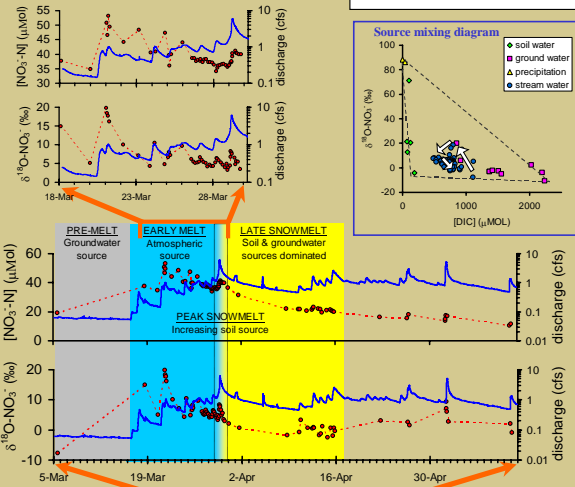 [NO₃-N] (µMol)
55
50
45
40
35
30
10
1
0.1
discharge (cfs)
δ¹⁸O-NO₃⁻ (‰)
20
15
10
5
0
10
1
0.1
discharge (cfs)
18-Mar 23-Mar 28-Mar
Source mixing diagram
soil water
ground water
precipitation
stream water
δ¹⁸O-NO₃⁻ (‰)
100
80
60
40
20
0
-20
0 1000 2000
[DIC] (µMOL)
PRE-MELT
Groundwater
source
EARLY MELT
Atmospheric
source
LATE SNOWMELT
Soil & groundwater
sources dominated
PEAK SNOWMELT
Increasing soil source
[NO₃-N] (µMol)
60
40
20
0
10
1
0.1
0.01
discharge (cfs)
δ¹⁸O-NO₃⁻ (‰)
20
10
0
-10
10
1
0.1
0.01
discharge (cfs)
5-Mar 19-Mar 2-Apr 16-Apr 30-Apr